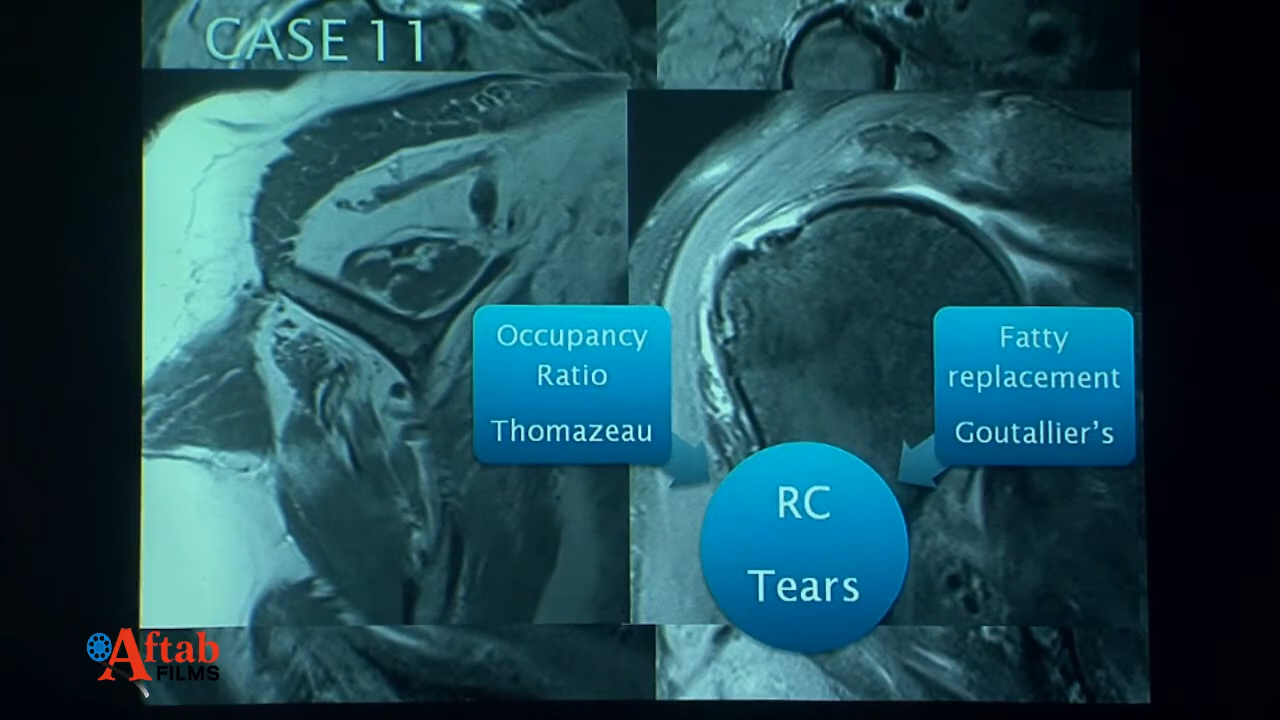 CASE 11
Occupancy
Ratio
Thomazeau
Fatty
replacement
Goutallier's
RC
Tears
Aftab
FILMS